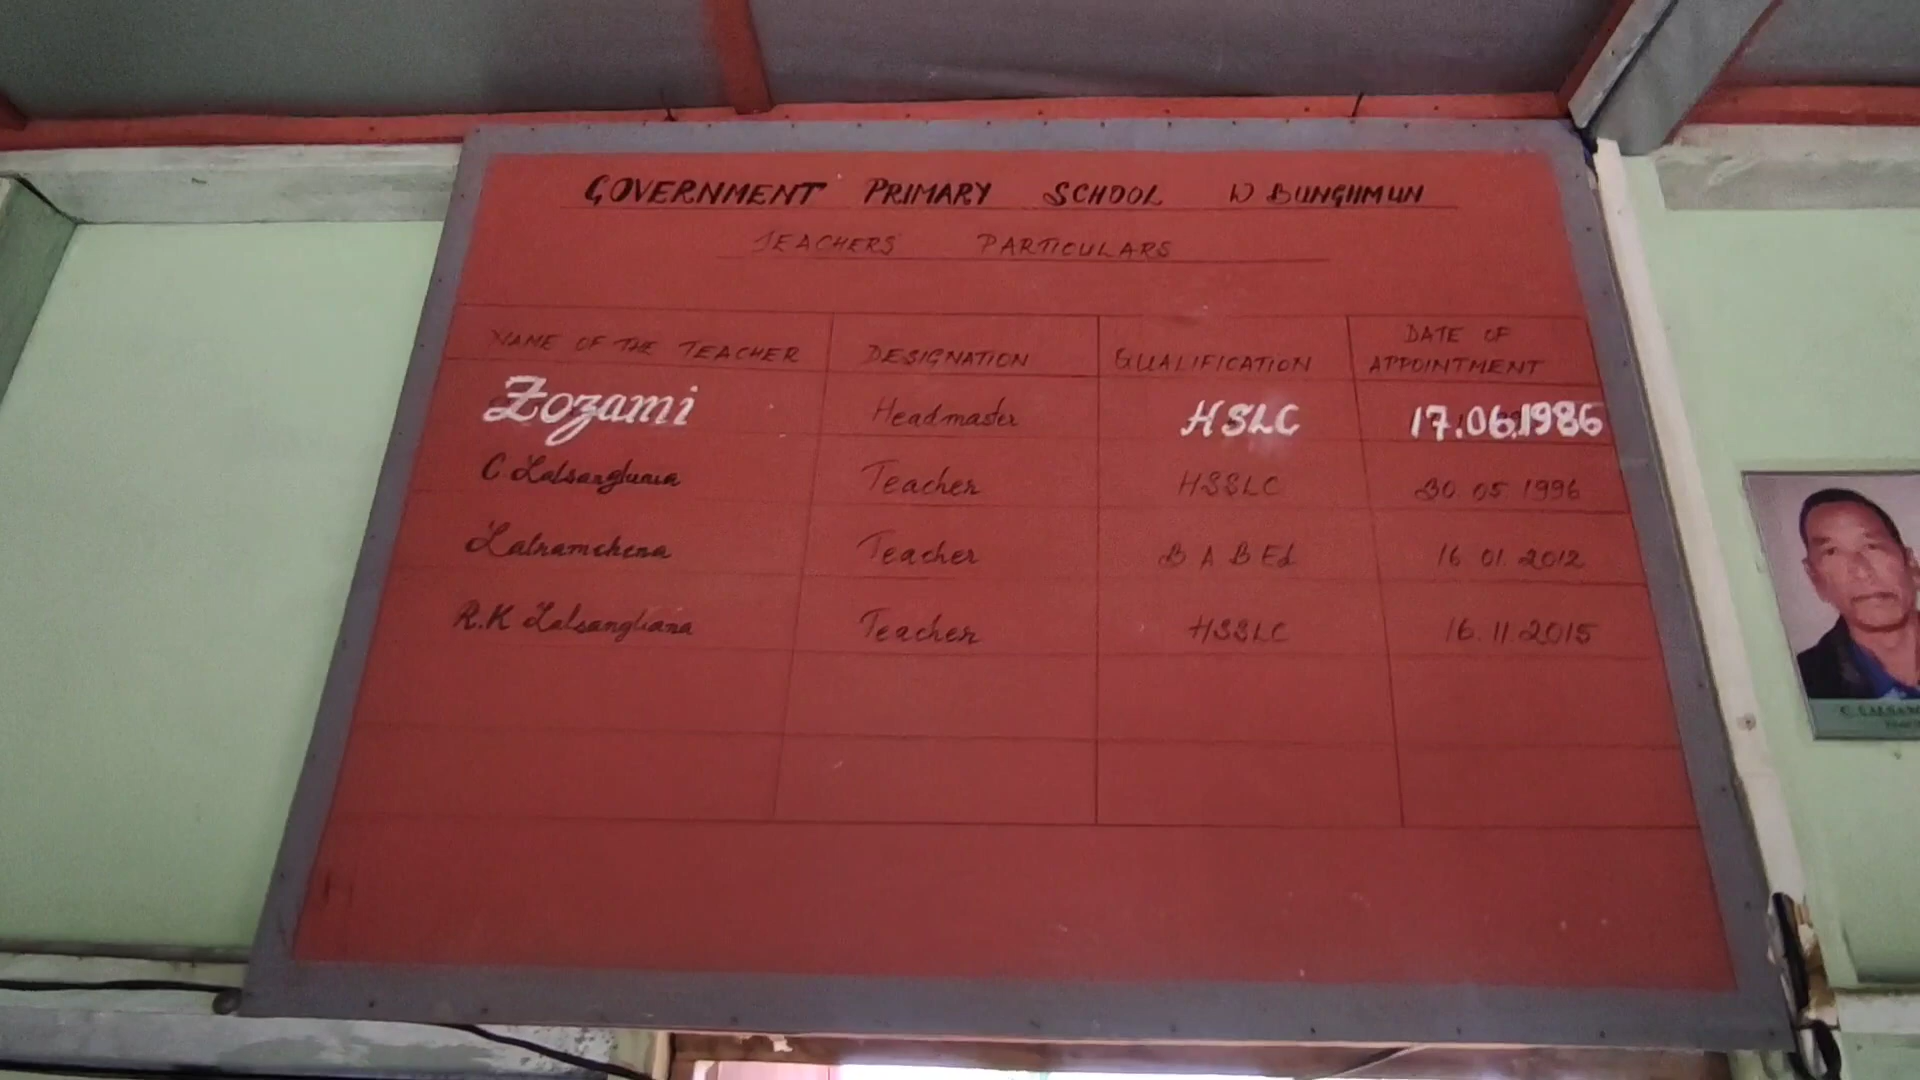 GOVERNMENT PRIMARY SCHOOL W BUNGHMUN
TEACHERS PARTICULARS
NAME OF THE TEACHER DESIGNATION QUALIFICATION DATE OF APPOINTMENT
Zozami Headmaster HSLC 17.06.1986
C Lalsangluaia Teacher HSSLC 30 05 1996
Lalramchena Teacher B A B Ed 16 01 2012
R.K Lalsangliana Teacher HSSLC 16.11.2015